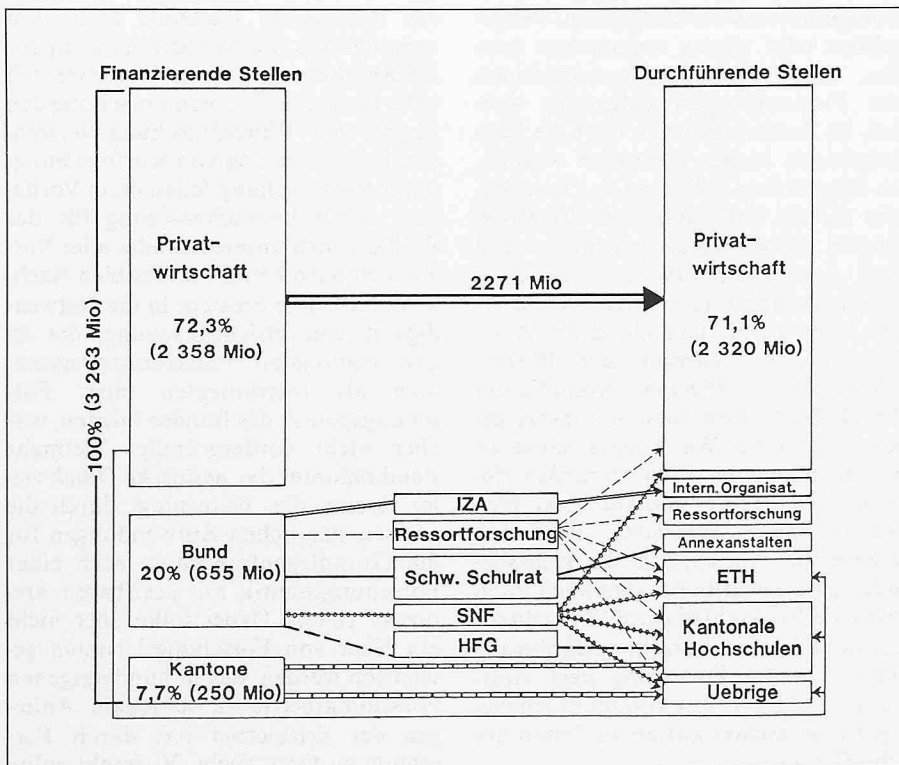 Finanzierende Stellen
Durchführende Stellen
100% (3 2663 Mio)
Privat-
wirtschaft
72,3%
(2 358 Mio)
2271 Mio
Privat-
wirtschaft
71,1%
(2 320 Mio)
Bund
20% (655 Mio)
Kantone
7,7% (250 Mio)
IZA
Ressortforschung
Schw. Schulrat
SNF
HFG
Intern. Organisat.
Ressortforschung
Annexanstalten
ETH
Kantonale
Hochschulen
Uebrige